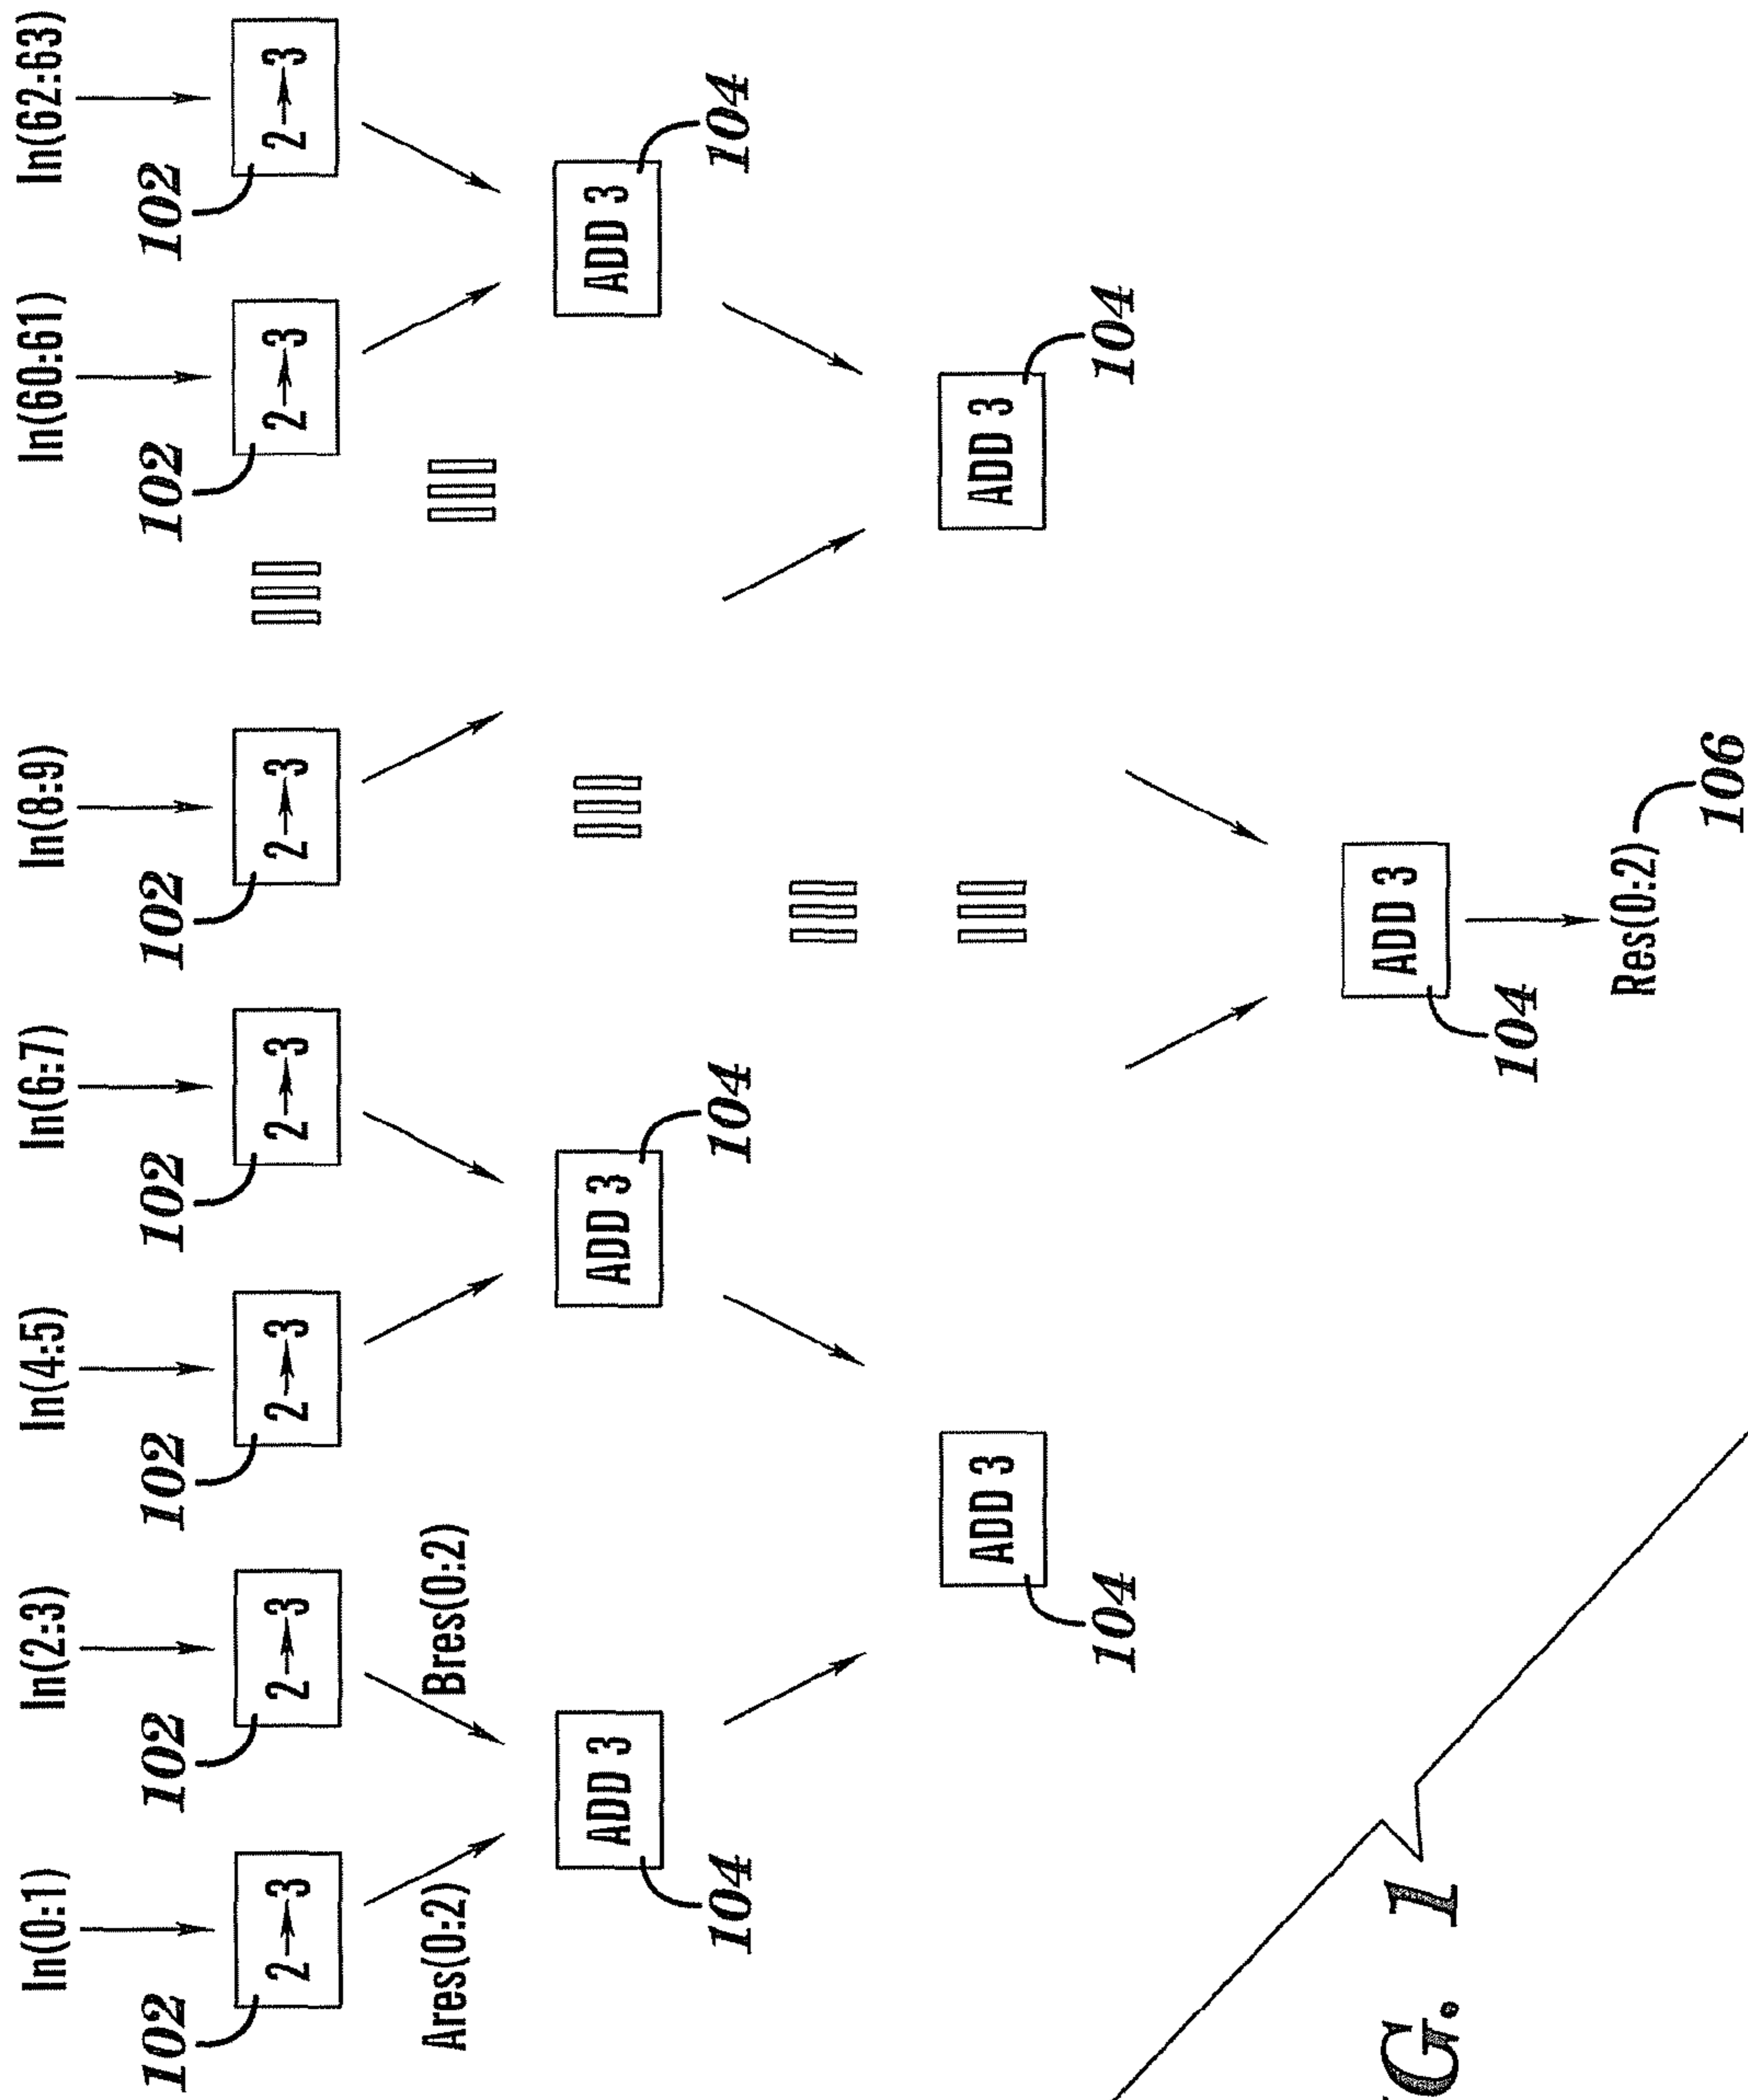 In(0:1) In(2:3) In(4:5) In(6:7) In(8:9) In(60:61) In(62:63)
102 102 102 102 102 102 102
2→3 2→3 2→3 2→3 2→3 2→3 2→3
Ares(0:2) Bres(0:2)
ADD 3 ADD 3 ADD 3
104 104 104
ADD 3 ADD 3
104 104
ADD 3
104
Res(0:2)
106
G. 1